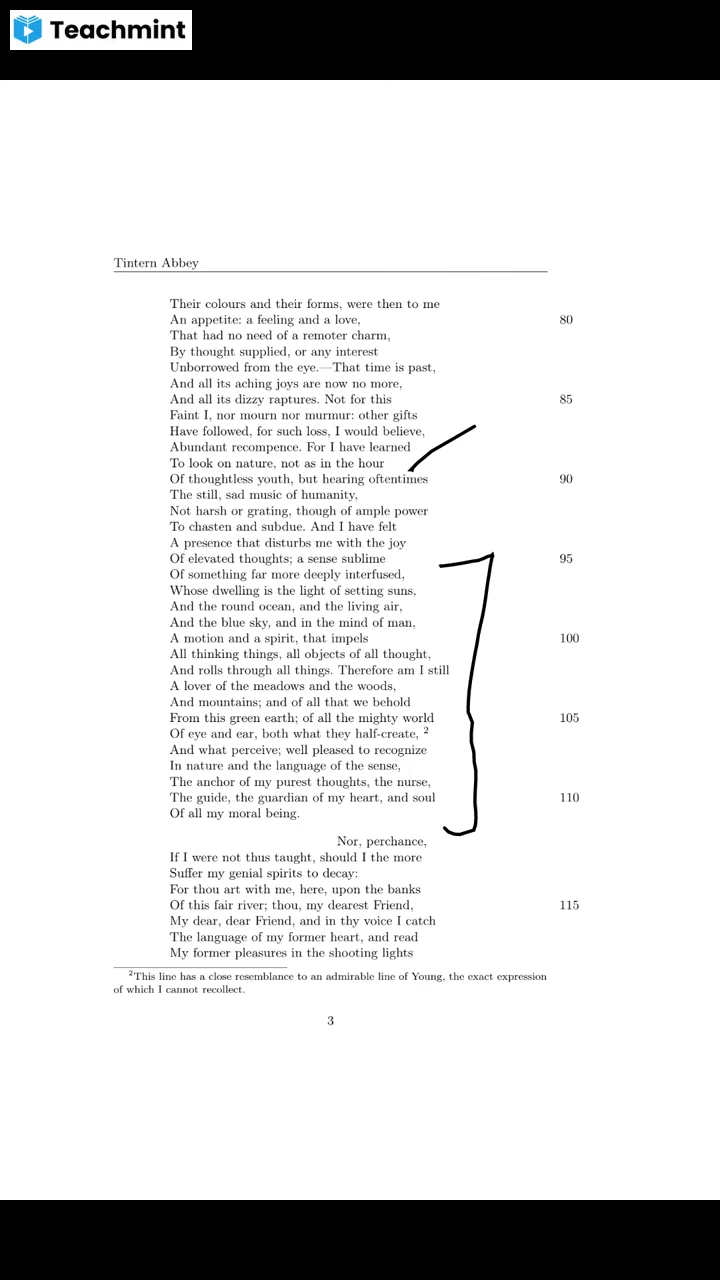 Teachmint
Tintern Abbey
Their colours and their forms, were then to me
An appetite: a feeling and a love, 80
That had no need of a remoter charm,
By thought supplied, or any interest
Unborrowed from the eye.—That time is past,
And all its aching joys are now no more,
And all its dizzy raptures. Not for this 85
Faint I, nor mourn nor murmur: other gifts
Have followed, for such loss, I would believe,
Abundant recompence. For I have learned
To look on nature, not as in the hour
Of thoughtless youth, but hearing oftentimes 90
The still, sad music of humanity,
Not harsh or grating, though of ample power
To chasten and subdue. And I have felt
A presence that disturbs me with the joy
Of elevated thoughts; a sense sublime 95
Of something far more deeply interfused,
Whose dwelling is the light of setting suns,
And the round ocean, and the living air,
And the blue sky, and in the mind of man,
A motion and a spirit, that impels 100
All thinking things, all objects of all thought,
And rolls through all things. Therefore am I still
A lover of the meadows and the woods,
And mountains; and of all that we behold
From this green earth; of all the mighty world 105
Of eye and ear, both what they half-create, 2
And what perceive; well pleased to recognize
In nature and the language of the sense,
The anchor of my purest thoughts, the nurse,
The guide, the guardian of my heart, and soul 110
Of all my moral being.
Nor, perchance,
If I were not thus taught, should I the more
Suffer my genial spirits to decay:
For thou art with me, here, upon the banks
Of this fair river; thou, my dearest Friend, 115
My dear, dear Friend, and in thy voice I catch
The language of my former heart, and read
My former pleasures in the shooting lights
2This line has a close resemblance to an admirable line of Young, the exact expression
of which I cannot recollect.
3